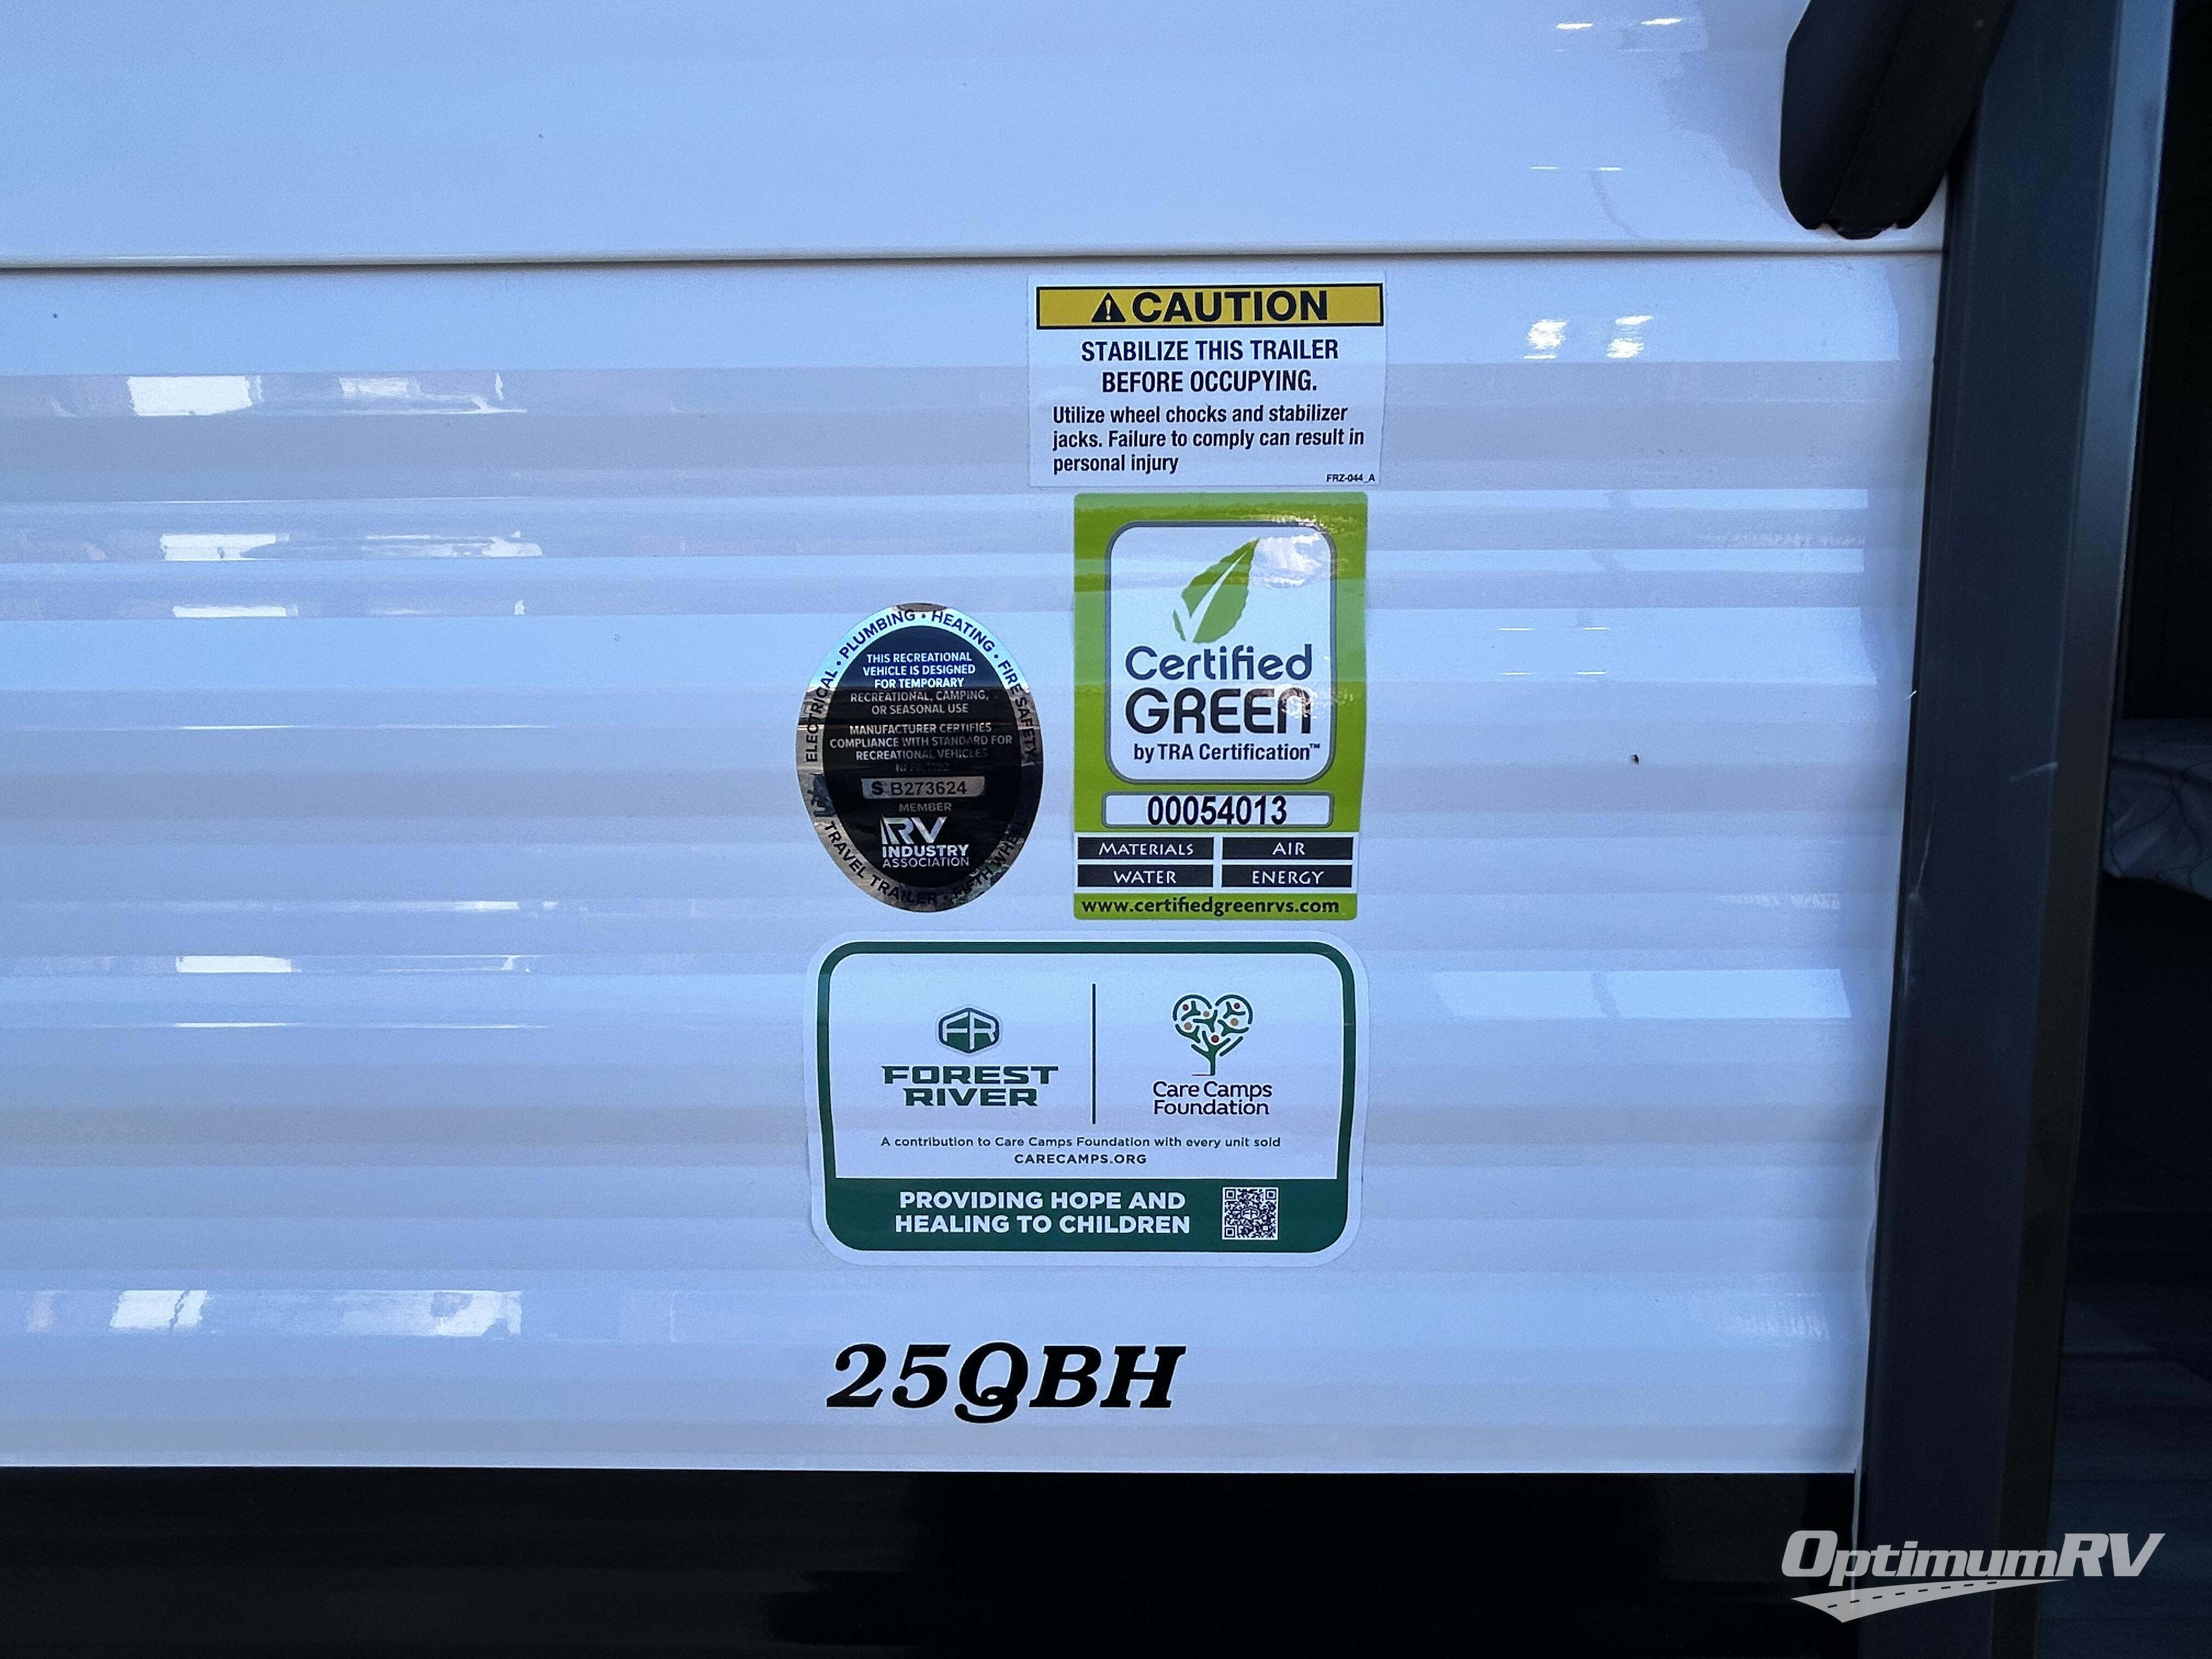 CAUTION
STABILIZE THIS TRAILER
BEFORE OCCUPYING.
Utilize wheel chocks and stabilizer
jacks. Failure to comply can result in
personal injury
FRZ-044_A
Certified
GREEN
by TRA Certification™
00054013
MATERIALS AIR
WATER ENERGY
www.certifiedgreenrvs.com
ELECTRICAL • PLUMBING • HEATING • FIRE SAFETY
THIS RECREATIONAL
VEHICLE IS DESIGNED
FOR TEMPORARY
RECREATIONAL, CAMPING,
OR SEASONAL USE
MANUFACTURER CERTIFIES
COMPLIANCE WITH STANDARD FOR
RECREATIONAL VEHICLES
S B273624
MEMBER
RV
INDUSTRY
ASSOCIATION
TRAVEL TRAILER • FIFTH WHEEL
FR
FOREST
RIVER
Care Camps
Foundation
A contribution to Care Camps Foundation with every unit sold
CARECAMPS.ORG
PROVIDING HOPE AND
HEALING TO CHILDREN
25QBH
OptimumRV